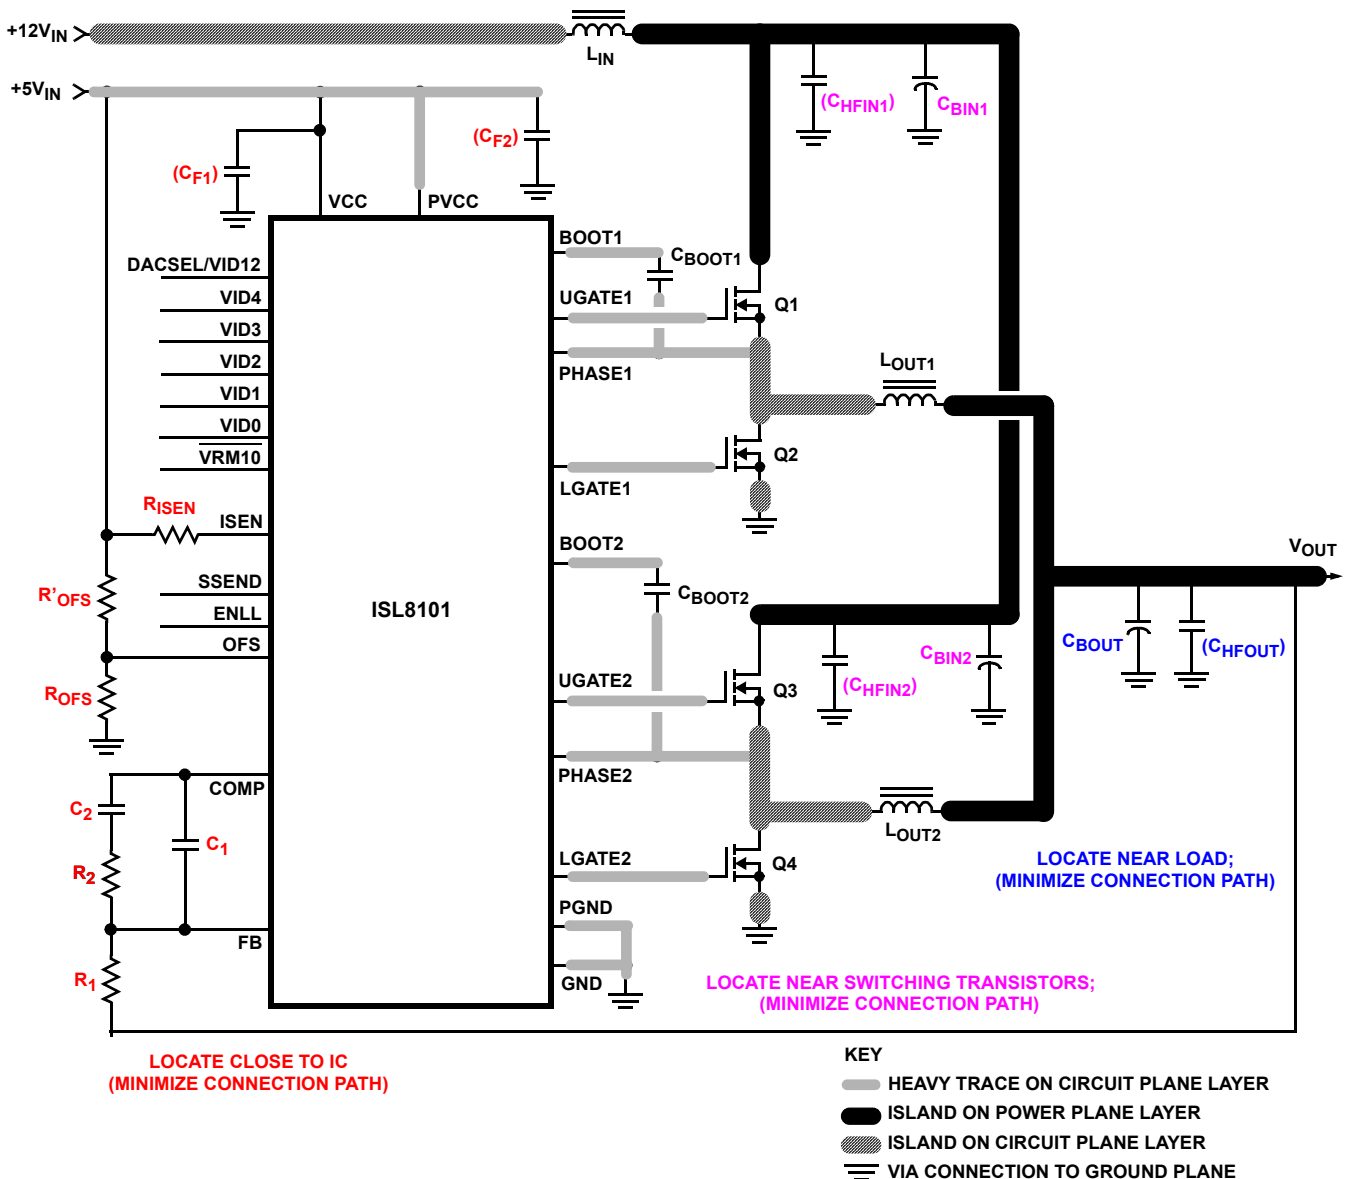 +12VIN
LIN
+5VIN
(CHFIN1)
CBIN1
(CF2)
(CF1)
VCC
PVCC
BOOT1
CBOOT1
DACSEL/VID12
VID4
UGATE1
Q1
VID3
VID2
PHASE1
LOUT1
VID1
VID0
VRM10
Q2
LGATE1
RISEN
ISEN
BOOT2
VOUT
SSEND
R'OFS
ISL8101
CBOOT2
ENLL
OFS
CBOUT
(CHFOUT)
CBIN2
ROFS
UGATE2
Q3
(CHFIN2)
COMP
PHASE2
C2
C1
LOUT2
R2
LGATE2
Q4
LOCATE NEAR LOAD;
(MINIMIZE CONNECTION PATH)
PGND
FB
R1
GND
LOCATE NEAR SWITCHING TRANSISTORS;
(MINIMIZE CONNECTION PATH)
LOCATE CLOSE TO IC
(MINIMIZE CONNECTION PATH)
KEY
HEAVY TRACE ON CIRCUIT PLANE LAYER
ISLAND ON POWER PLANE LAYER
ISLAND ON CIRCUIT PLANE LAYER
VIA CONNECTION TO GROUND PLANE